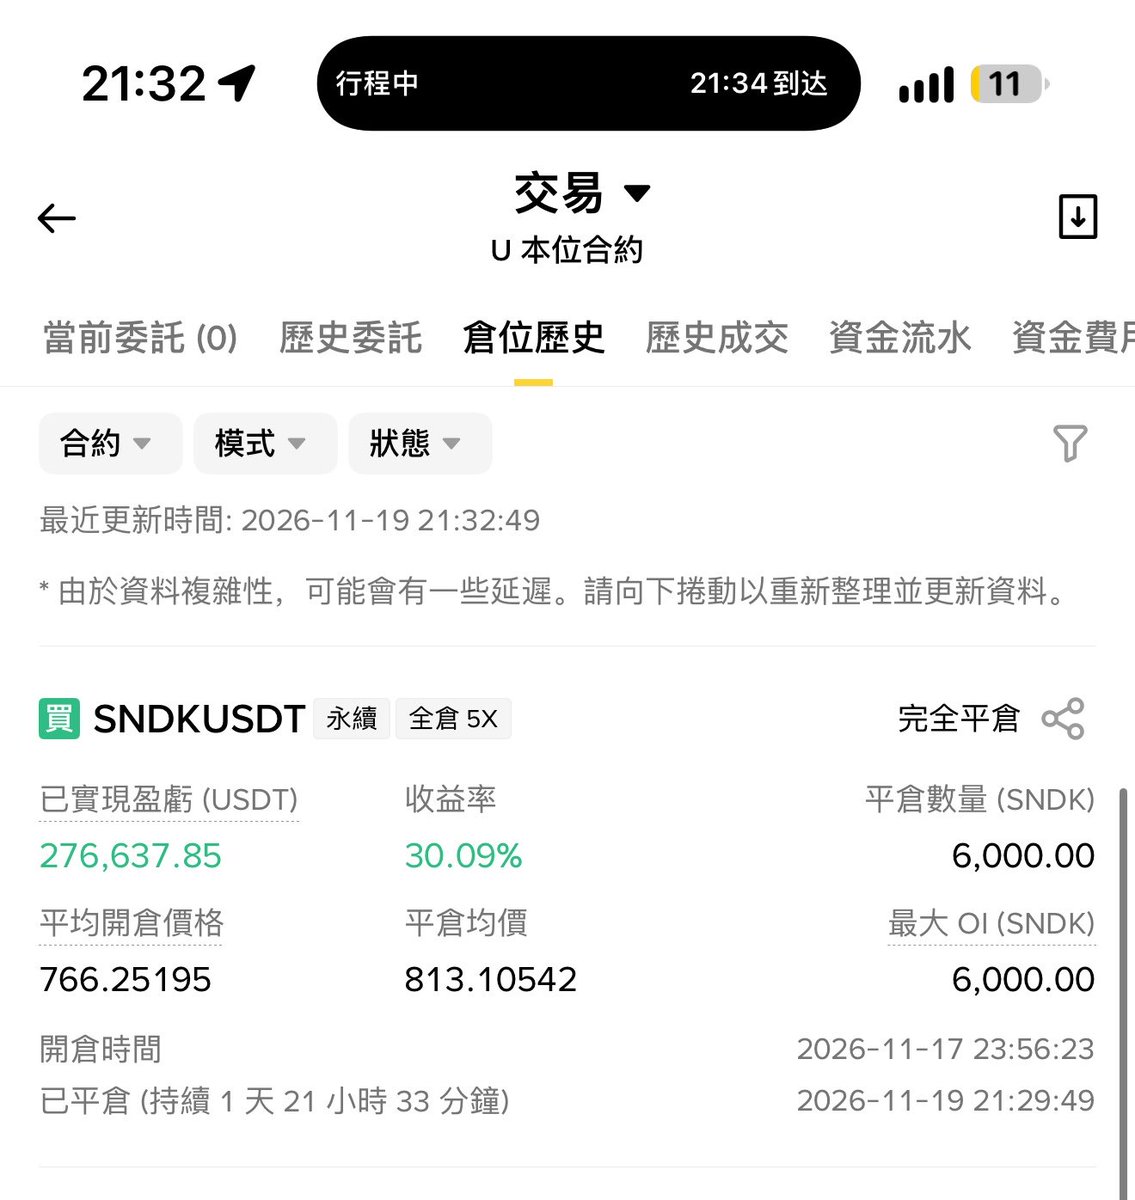 21:32 行程中 21:34到达 11
交易
U 本位合約
當前委託 (0) 歷史委託 倉位歷史 歷史成交 資金流水 資金費用
合約 模式 狀態
最近更新時間: 2026-11-19 21:32:49
* 由於資料複雜性，可能會有一些延遲。請向下捲動以重新整理並更新資料。
買 SNDKUSDT 永續 全倉 5X 完全平倉
已實現盈虧 (USDT) 收益率 平倉數量 (SNDK)
276,637.85 30.09% 6,000.00
平均開倉價格 平倉均價 最大 OI (SNDK)
766.25195 813.10542 6,000.00
開倉時間 2026-11-17 23:56:23
已平倉 (持續 1 天 21 小時 33 分鐘) 2026-11-19 21:29:49